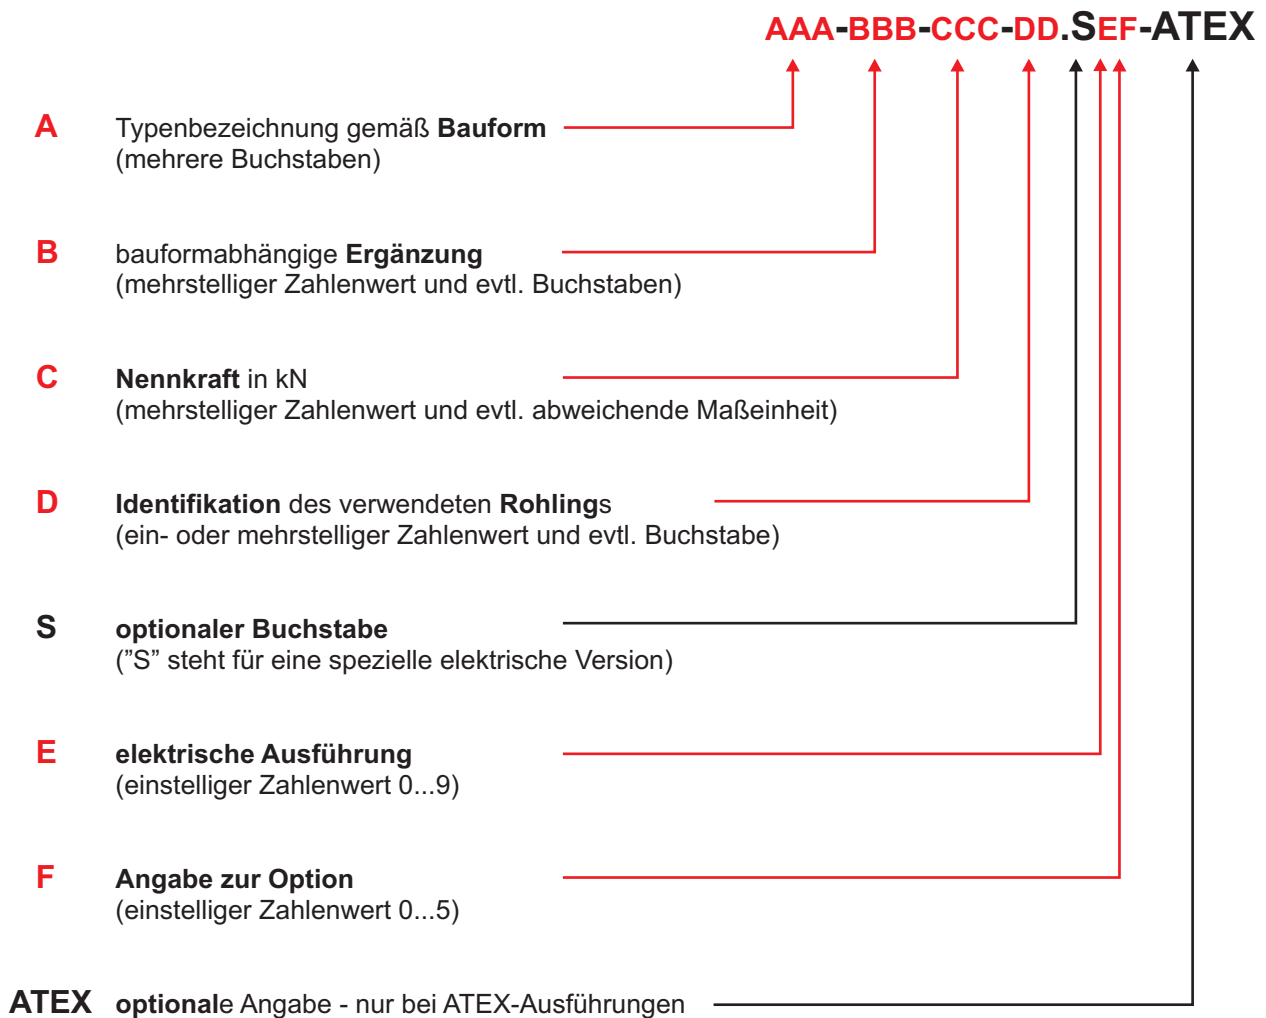 AAA-BBB-CCC-DD.SEF-ATEX
A Typenbezeichnung gemäß Bauform
(mehrere Buchstaben)
B bauformabhängige Ergänzung
(mehrstelliger Zahlenwert und evtl. Buchstaben)
C Nennkraft in kN
(mehrstelliger Zahlenwert und evtl. abweichende Maßeinheit)
D Identifikation des verwendeten Rohlings
(ein- oder mehrstelliger Zahlenwert und evtl. Buchstabe)
S optionaler Buchstabe
(”S” steht für eine spezielle elektrische Version)
E elektrische Ausführung
(einstelliger Zahlenwert 0...9)
F Angabe zur Option
(einstelliger Zahlenwert 0...5)
ATEX optionale Angabe - nur bei ATEX-Ausführungen